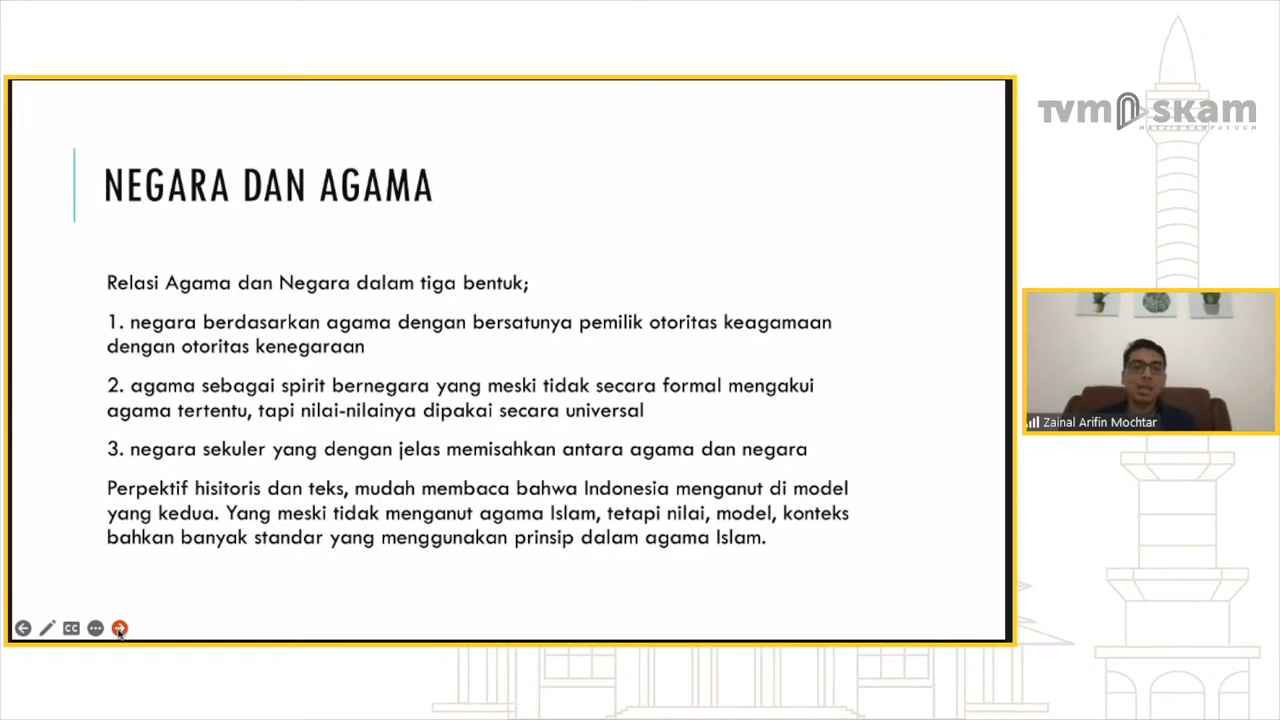 NEGARA DAN AGAMA
Relasi Agama dan Negara dalam tiga bentuk;
1. negara berdasarkan agama dengan bersatunya pemilik otoritas keagamaan
dengan otoritas kenegaraan
2. agama sebagai spirit bernegara yang meski tidak secara formal mengakui
agama tertentu, tapi nilai-nilainya dipakai secara universal
3. negara sekuler yang dengan jelas memisahkan antara agama dan negara
Perpektif hisitoris dan teks, mudah membaca bahwa Indonesia menganut di model
yang kedua. Yang meski tidak menganut agama Islam, tetapi nilai, model, konteks
bahkan banyak standar yang menggunakan prinsip dalam agama Islam.
CC
TVM SKAM
MASJID KAMPUS UGM
Zainal Arifin Mochtar